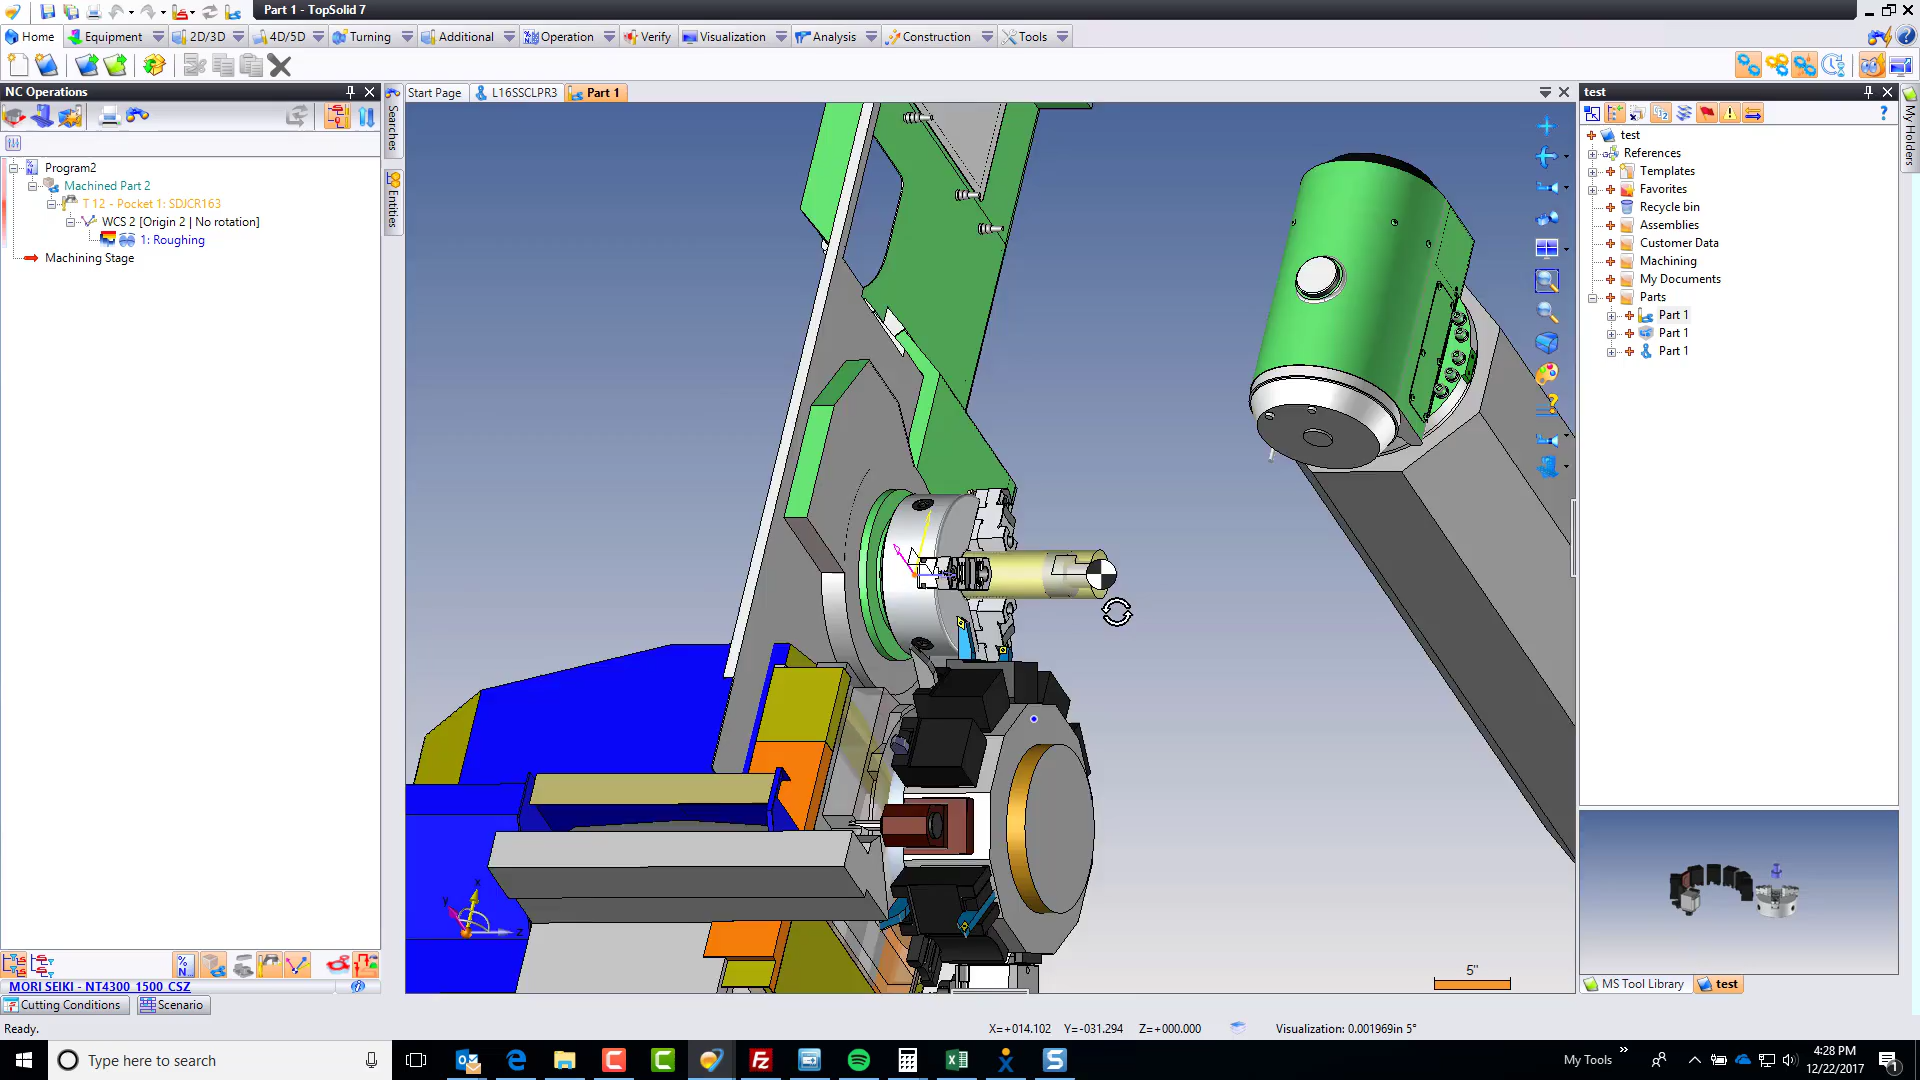 Part 1 - TopSolid 7
Home
Equipment
2D/3D
4D/5D
Turning
Additional
Operation
Verify
Visualization
Analysis
Construction
Tools
NC Operations
Start Page
L16SSCLPR3
Part 1
test
Searches
Entities
My Holders
Program2
Machined Part 2
T 12 - Pocket 1: SDJCR163
WCS 2 [Origin 2 | No rotation]
1: Roughing
Machining Stage
test
References
Templates
Favorites
Recycle bin
Assemblies
Customer Data
Machining
My Documents
Parts
Part 1
Part 1
Part 1
X
Y
Z
5"
MORI SEIKI - NT4300_1500_CSZ
Cutting Conditions
Scenario
MS Tool Library
test
Ready.
X=+014.102
Y=-031.294
Z=+000.000
Visualization: 0.001969in 5°
Type here to search
My Tools
4:28 PM
12/22/2017
1